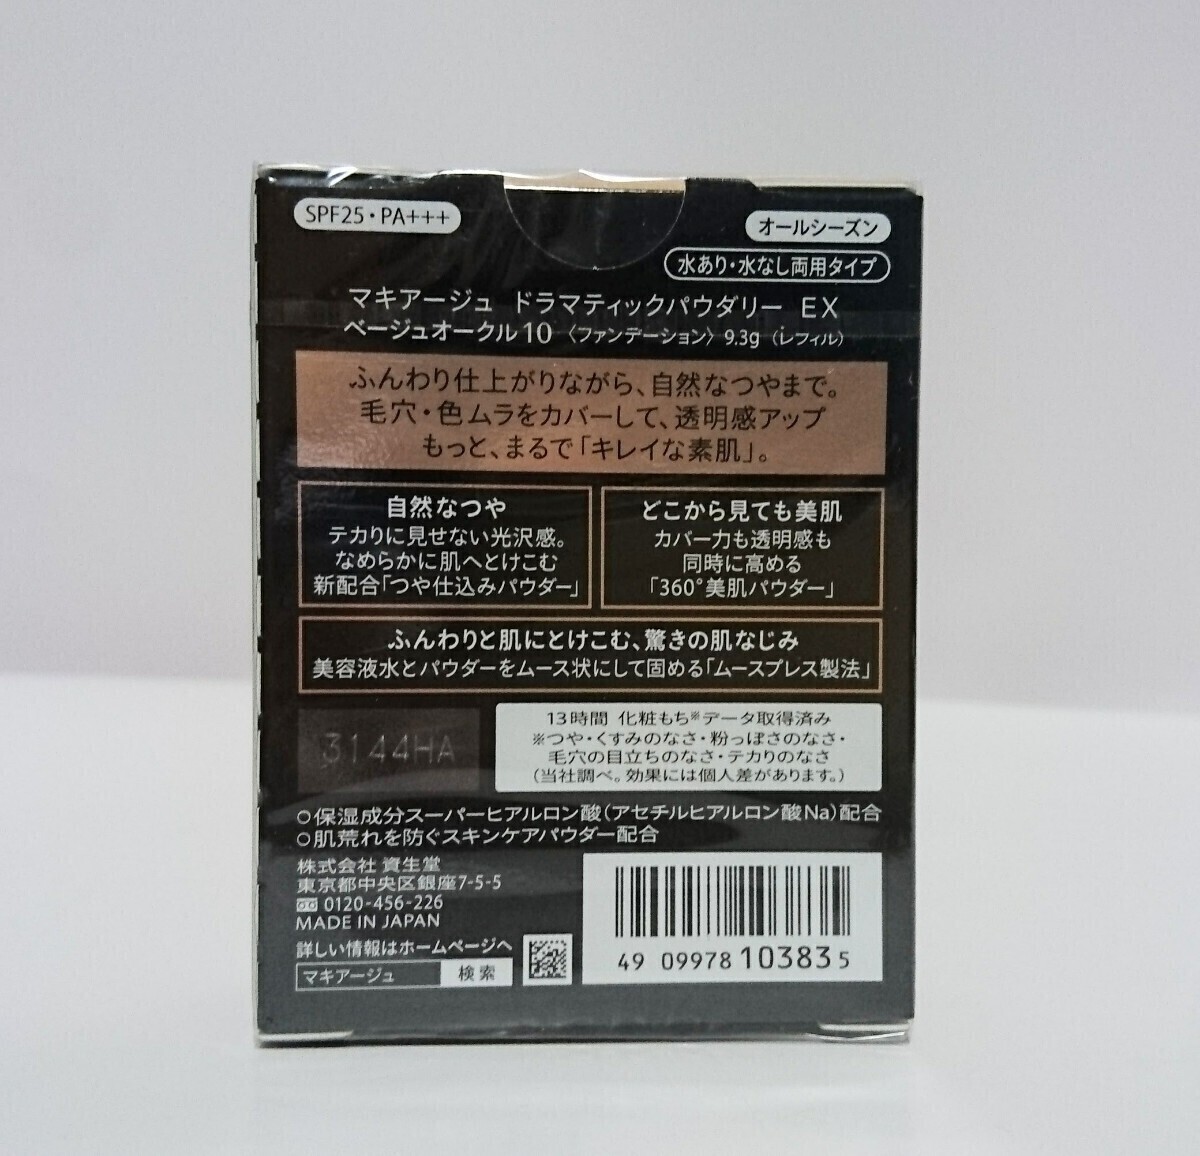 SPF25・PA+++
オールシーズン
水あり・水なし両用タイプ
マキアージュ ドラマティックパウダリー EX
ベージュオークル10 〈ファンデーション〉 9.3g (レフィル)
ふんわり仕上がりながら、自然なつやまで。
毛穴・色ムラをカバーして、透明感アップ
もっと、まるで「キレイな素肌」。
自然なつや
テカりに見せない光沢感。
なめらかに肌へとけこむ
新配合「つや仕込みパウダー」
どこから見ても美肌
カバー力も透明感も
同時に高める
「360°美肌パウダー」
ふんわりと肌にとけこむ、驚きの肌なじみ
美容液水とパウダーをムース状にして固める「ムースプレス製法」
3144HA
13時間 化粧もち※データ取得済み
※つや・くすみのなさ・粉っぽさのなさ・
毛穴の目立ちのなさ・テカりのなさ
(当社調べ。効果には個人差があります。)
○保湿成分スーパーヒアルロン酸(アセチルヒアルロン酸Na)配合
○肌荒れを防ぐスキンケアパウダー配合
株式会社 資生堂
東京都中央区銀座7-5-5
0120-456-226
MADE IN JAPAN
詳しい情報はホームページへ
マキアージュ 検索
49 09978 103835